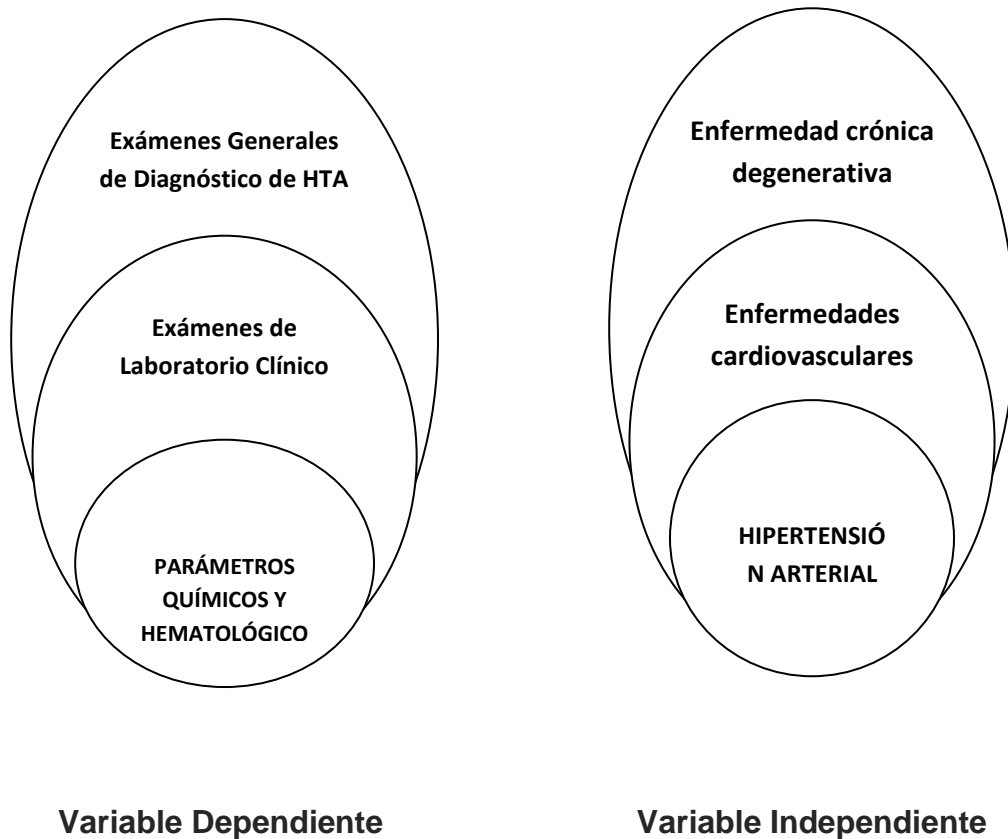 Exámenes Generales
de Diagnóstico de HTA
Exámenes de
Laboratorio Clínico
PARÁMETROS
QUÍMICOS Y
HEMATOLÓGICO
Variable Dependiente
Enfermedad crónica
degenerativa
Enfermedades
cardiovasculares
HIPERTENSIÓ
N ARTERIAL
Variable Independiente